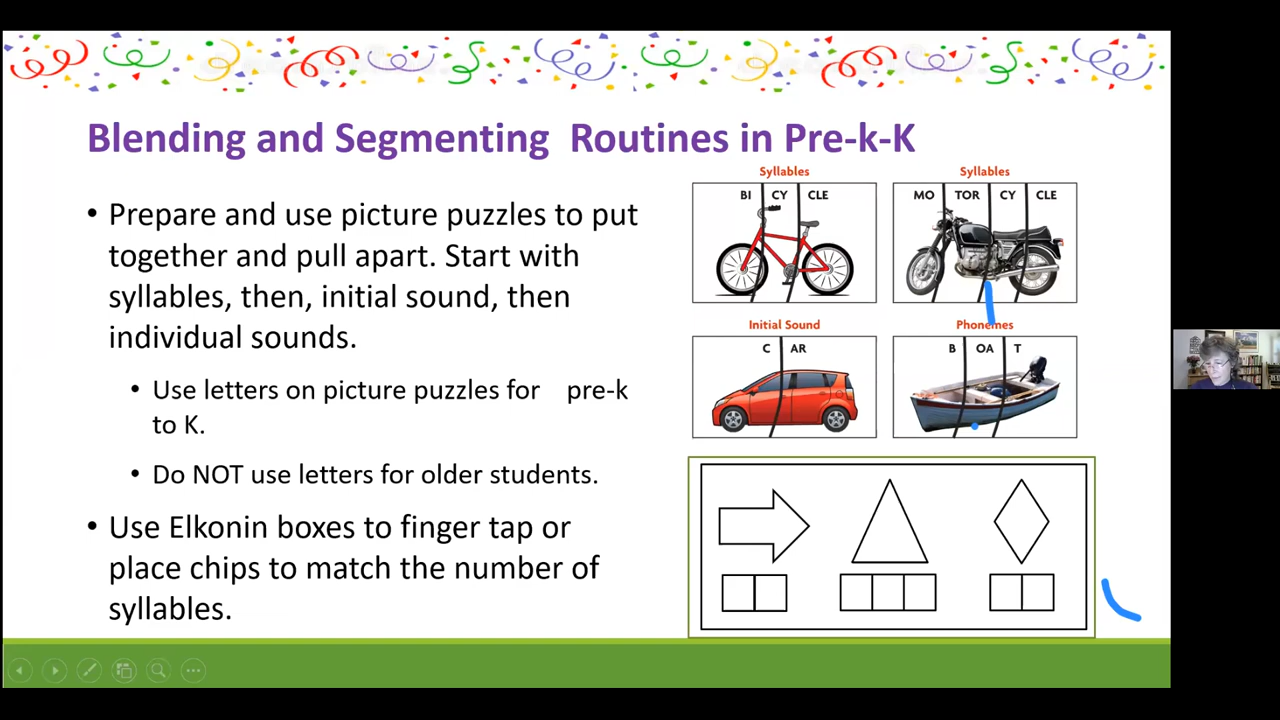 Blending and Segmenting Routines in Pre-k-K
• Prepare and use picture puzzles to put
together and pull apart. Start with
syllables, then, initial sound, then
individual sounds.
• Use letters on picture puzzles for pre-k
to K.
• Do NOT use letters for older students.
• Use Elkonin boxes to finger tap or
place chips to match the number of
syllables.
Syllables
BI CY CLE
Syllables
MO TOR CY CLE
Initial Sound
C AR
Phonemes
B OA T